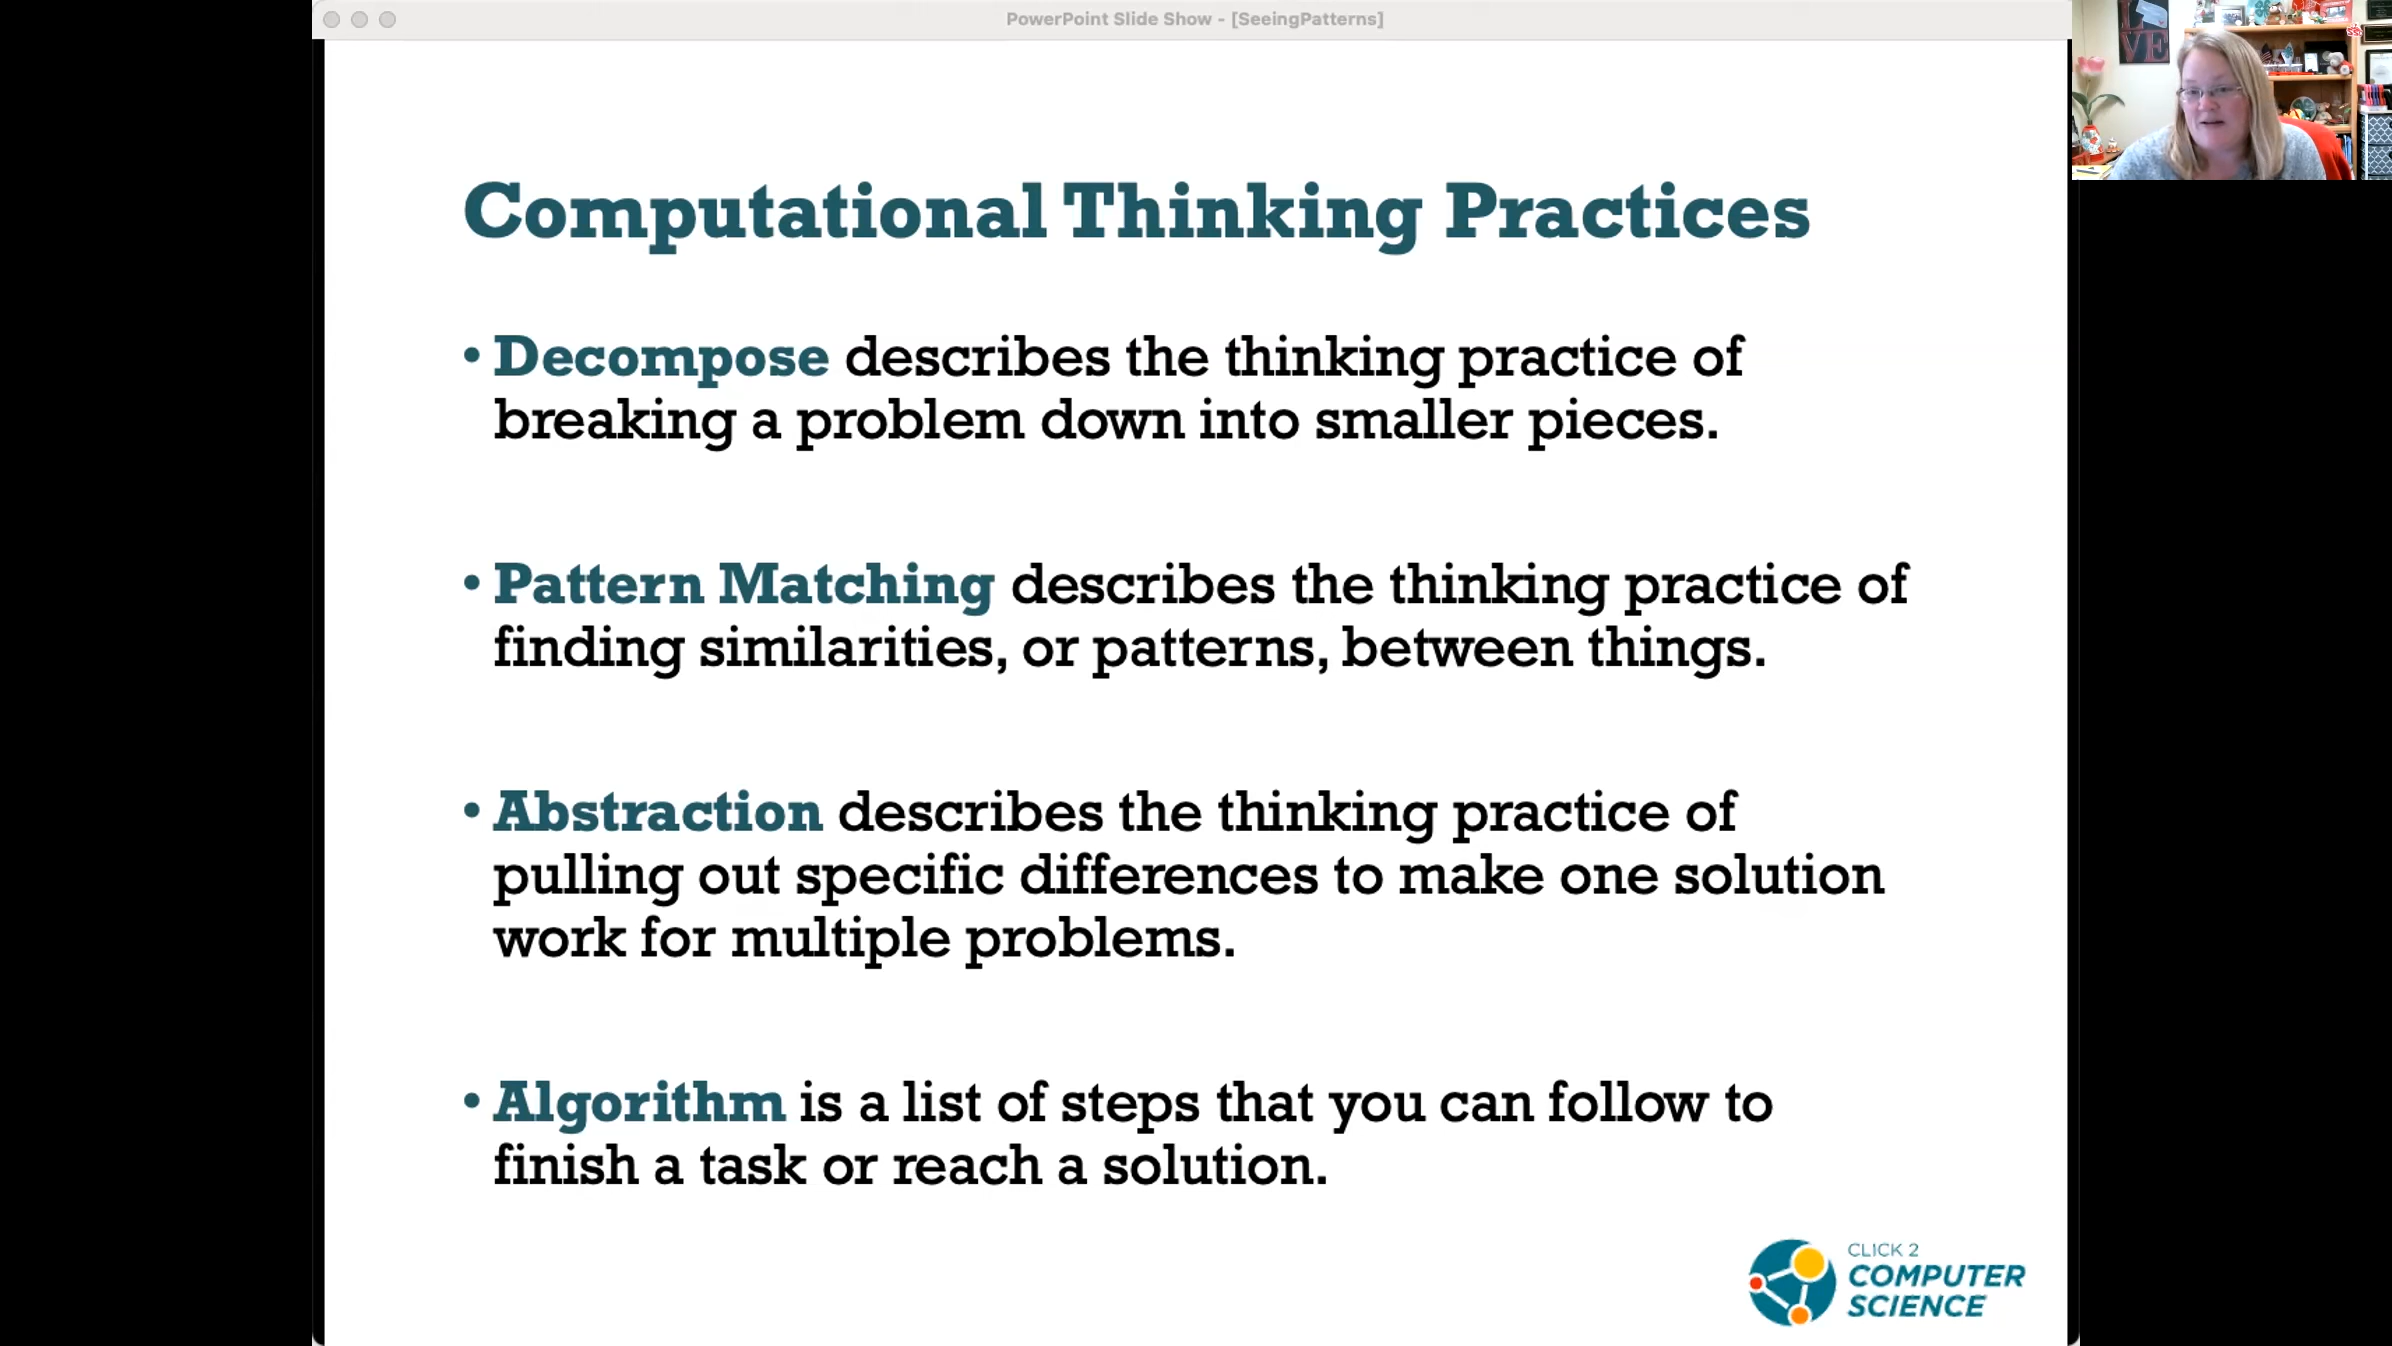 PowerPoint Slide Show - [SeeingPatterns]
LOVE
Computational Thinking Practices
• Decompose describes the thinking practice of
breaking a problem down into smaller pieces.
• Pattern Matching describes the thinking practice of
finding similarities, or patterns, between things.
• Abstraction describes the thinking practice of
pulling out specific differences to make one solution
work for multiple problems.
• Algorithm is a list of steps that you can follow to
finish a task or reach a solution.
CLICK 2
COMPUTER
SCIENCE